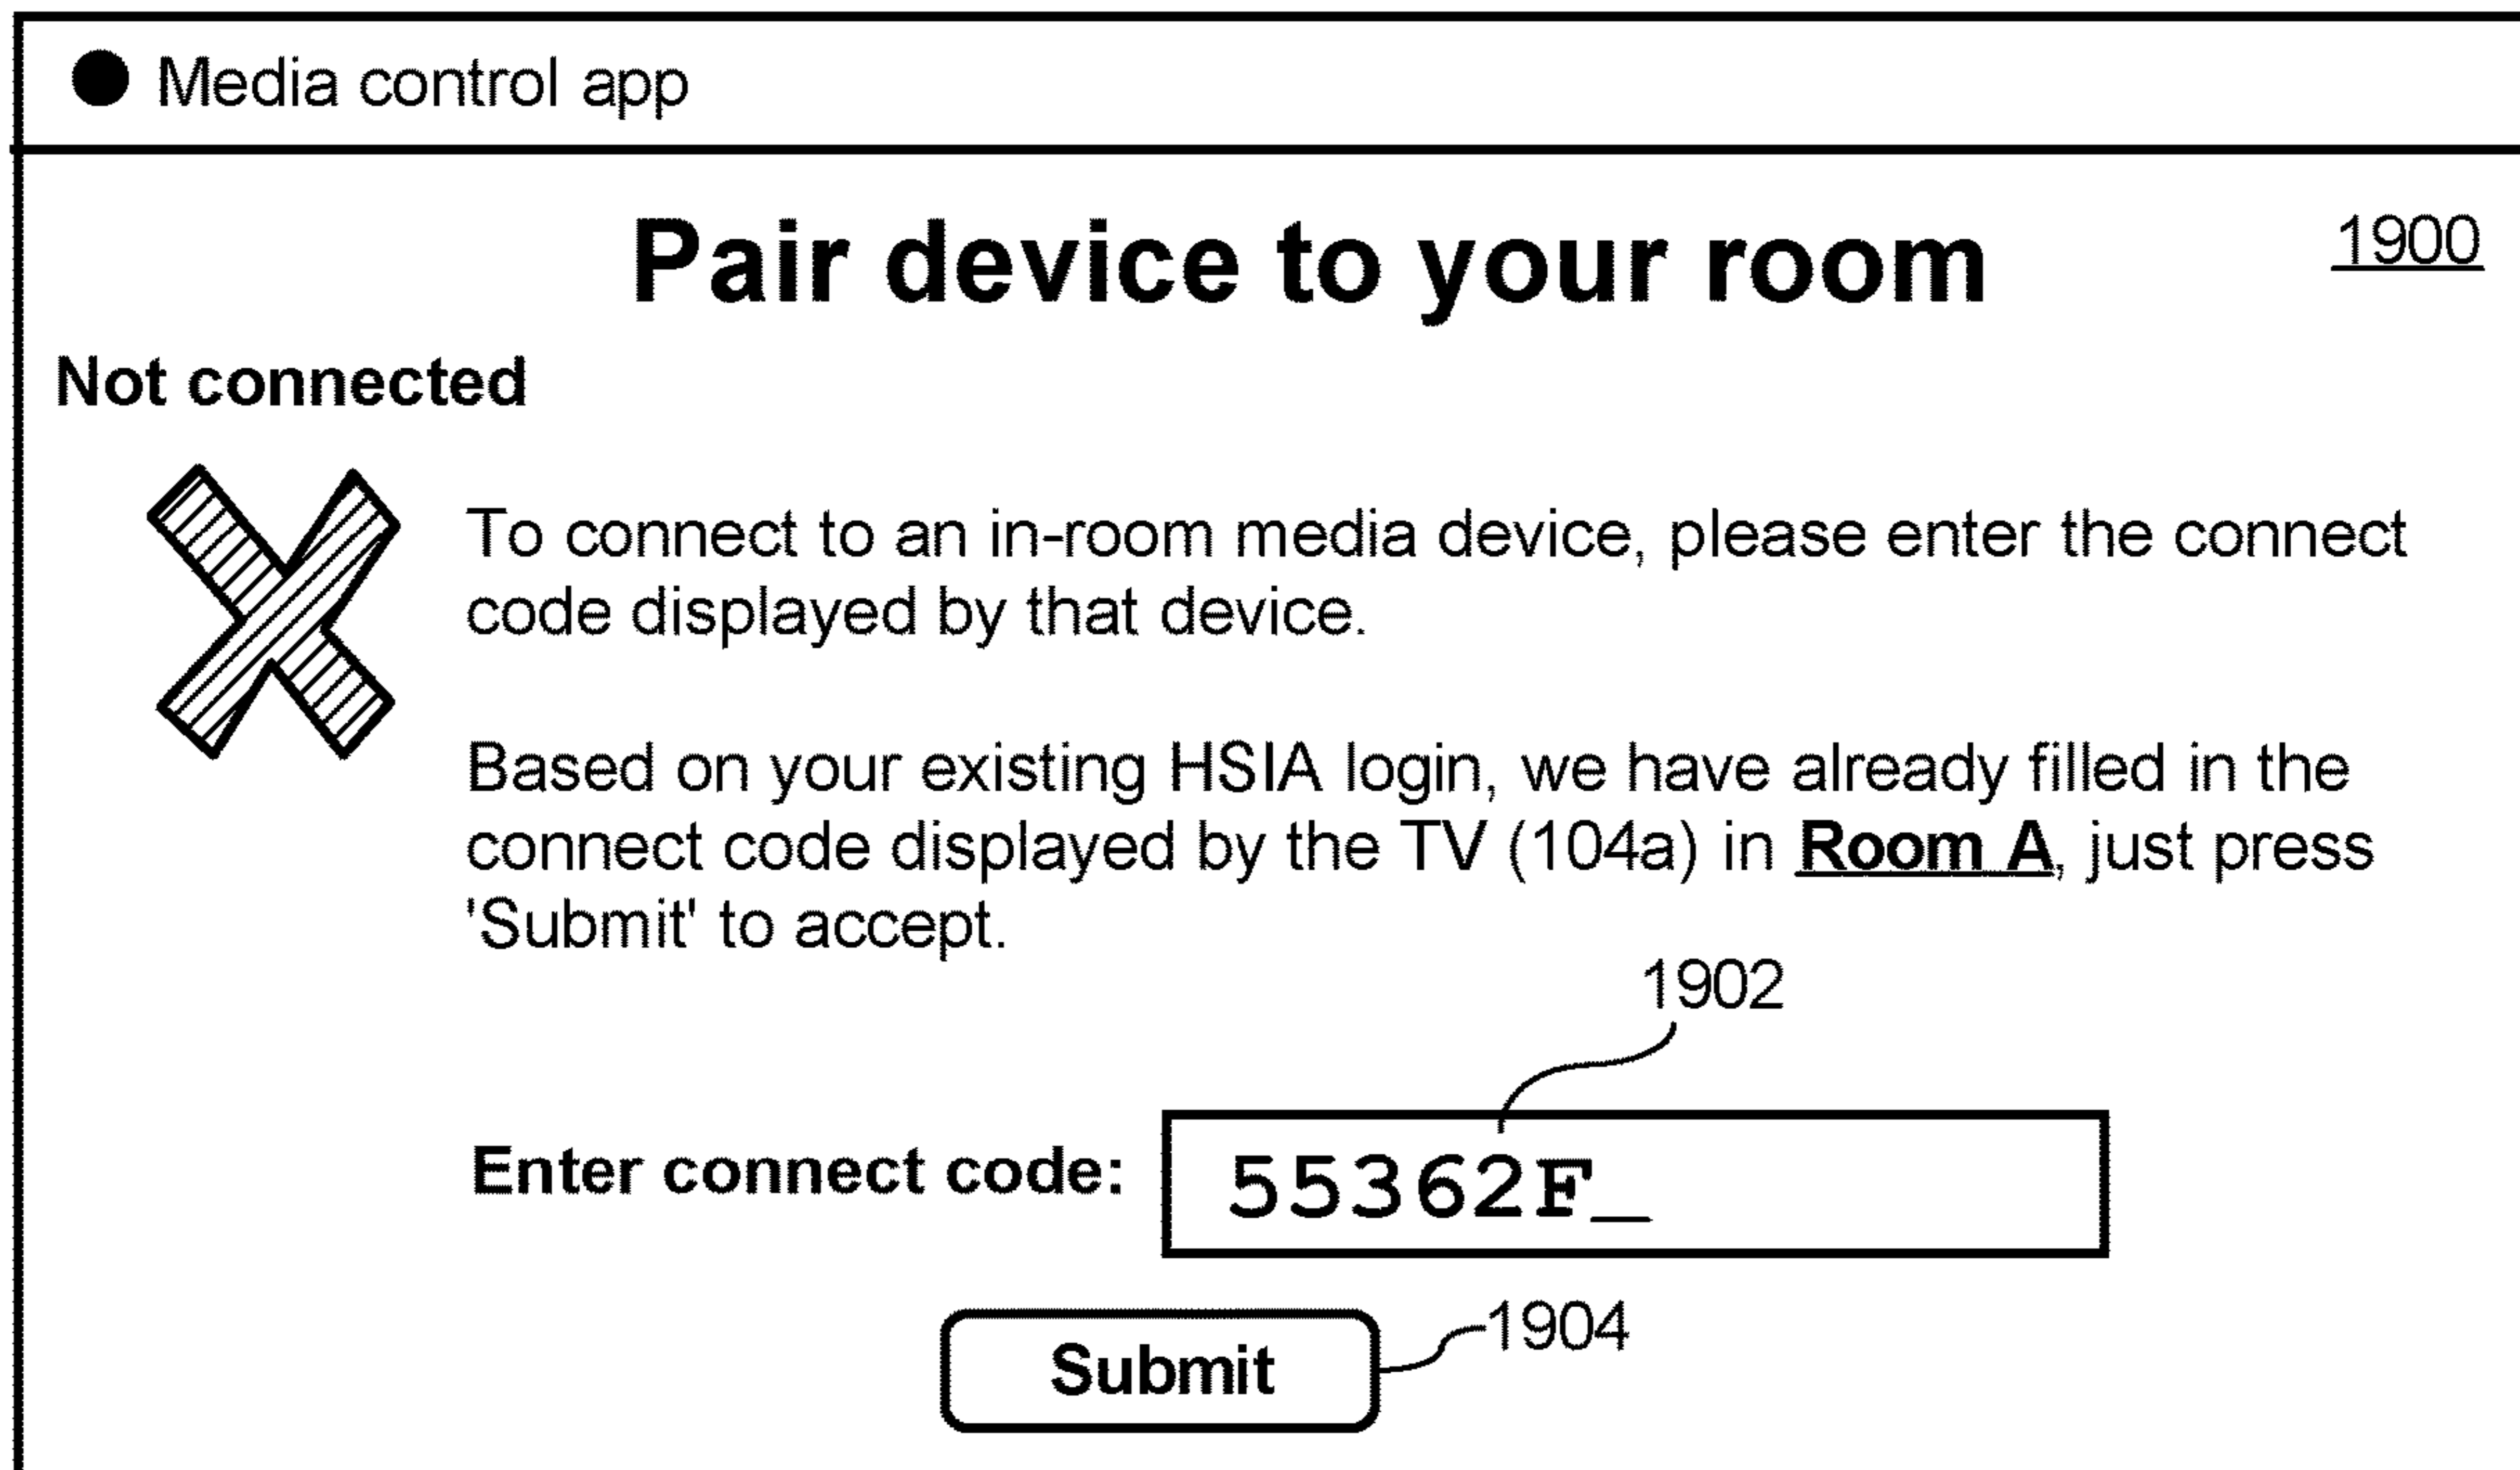 Media control app
Pair device to your room
1900
Not connected
To connect to an in-room media device, please enter the connect
code displayed by that device.
Based on your existing HSIA login, we have already filled in the
connect code displayed by the TV (104a) in Room A, just press
'Submit' to accept.
1902
Enter connect code: 55362F_
Submit
1904